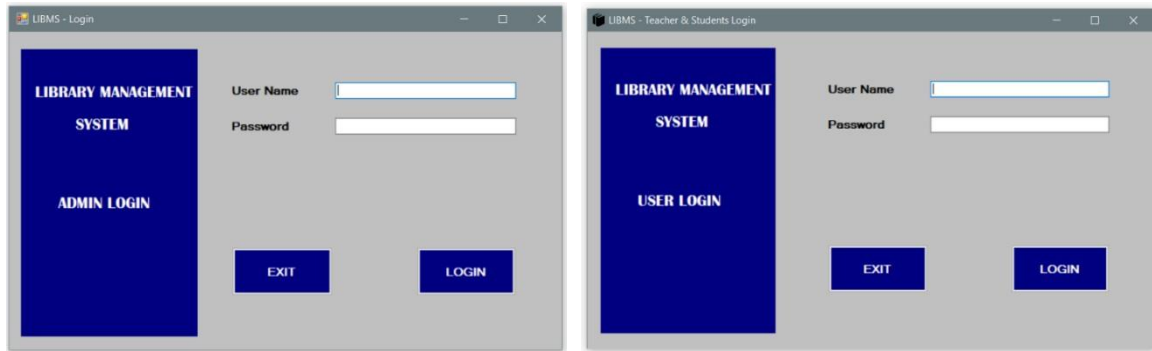 LIBMS - Login
LIBRARY MANAGEMENT
SYSTEM
ADMIN LOGIN
User Name
Password
EXIT
LOGIN
LIBMS - Teacher & Students Login
LIBRARY MANAGEMENT
SYSTEM
USER LOGIN
User Name
Password
EXIT
LOGIN